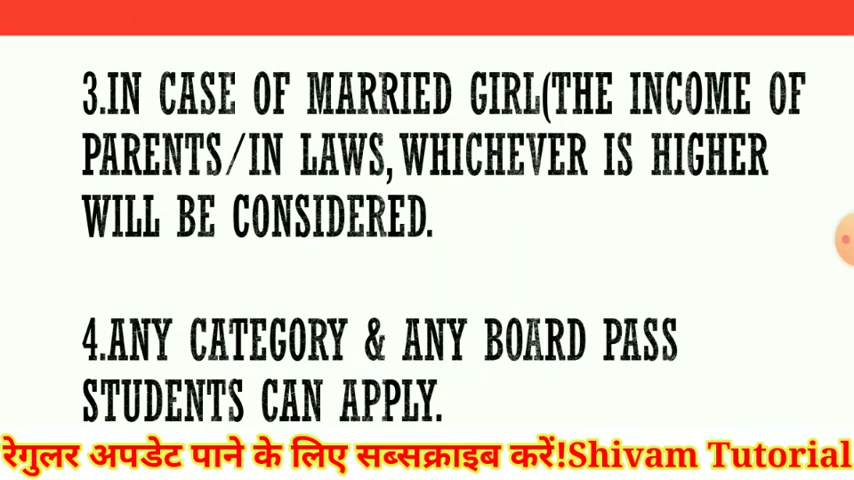 3.IN CASE OF MARRIED GIRL(THE INCOME OF
PARENTS/IN LAWS,WHICHEVER IS HIGHER
WILL BE CONSIDERED.
4.ANY CATEGORY & ANY BOARD PASS
STUDENTS CAN APPLY.
रेगुलर अपडेट पाने के लिए सब्सक्राइब करें!Shivam Tutorial